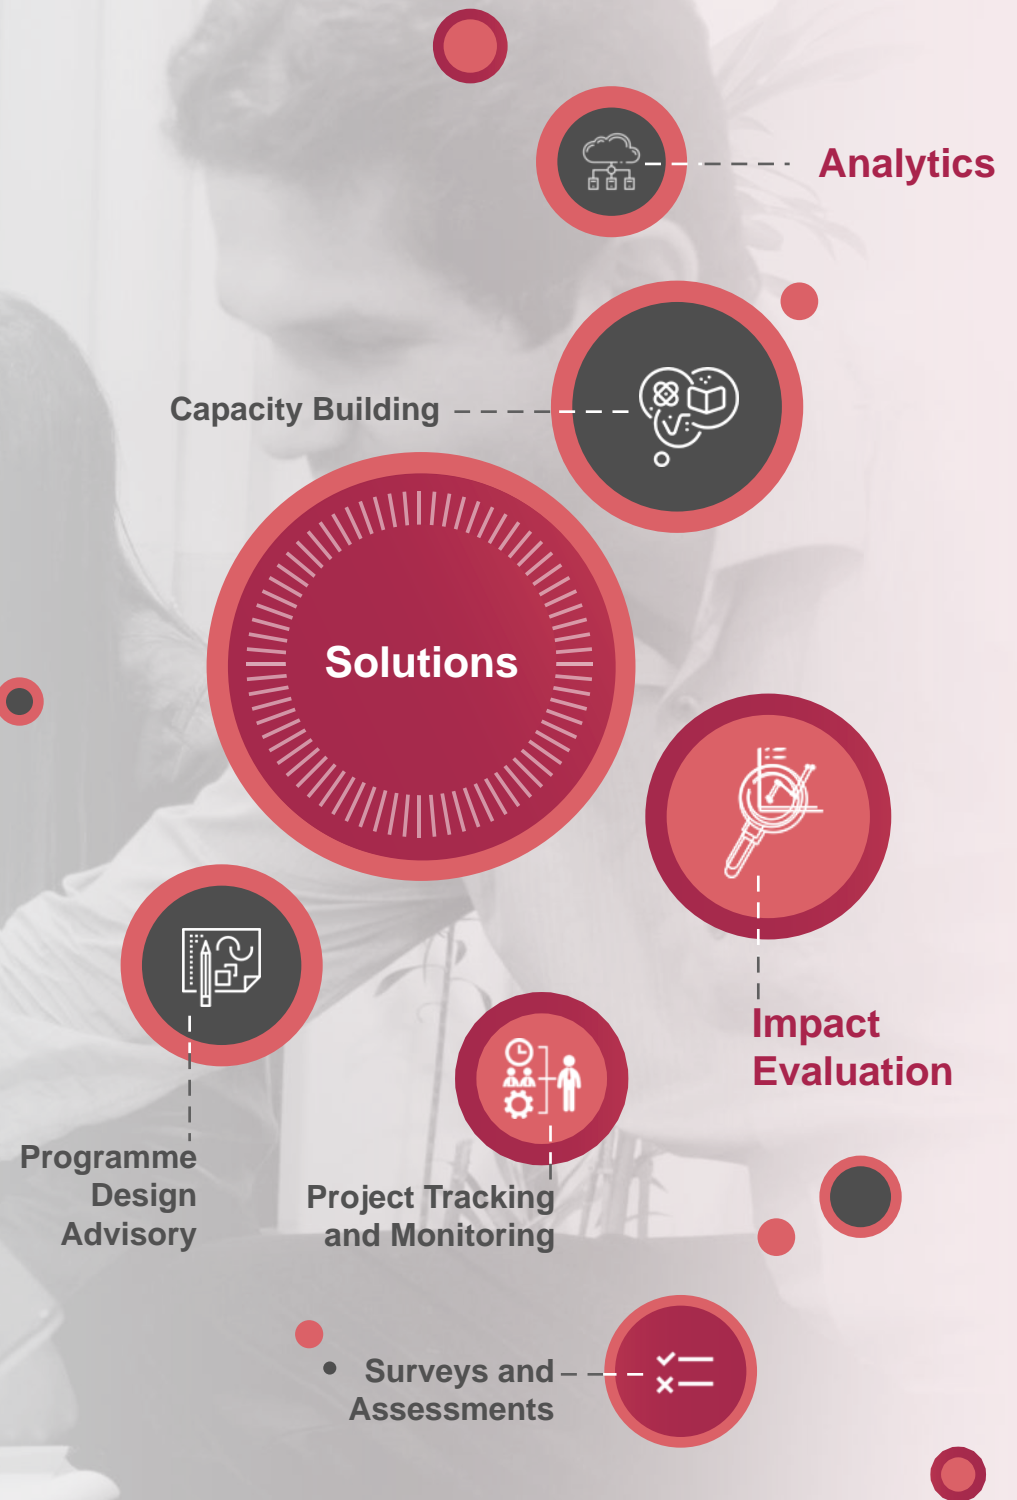 Analytics
Capacity Building
Solutions
Impact
Evaluation
Programme
Design
Advisory
Project Tracking
and Monitoring
Surveys and
Assessments